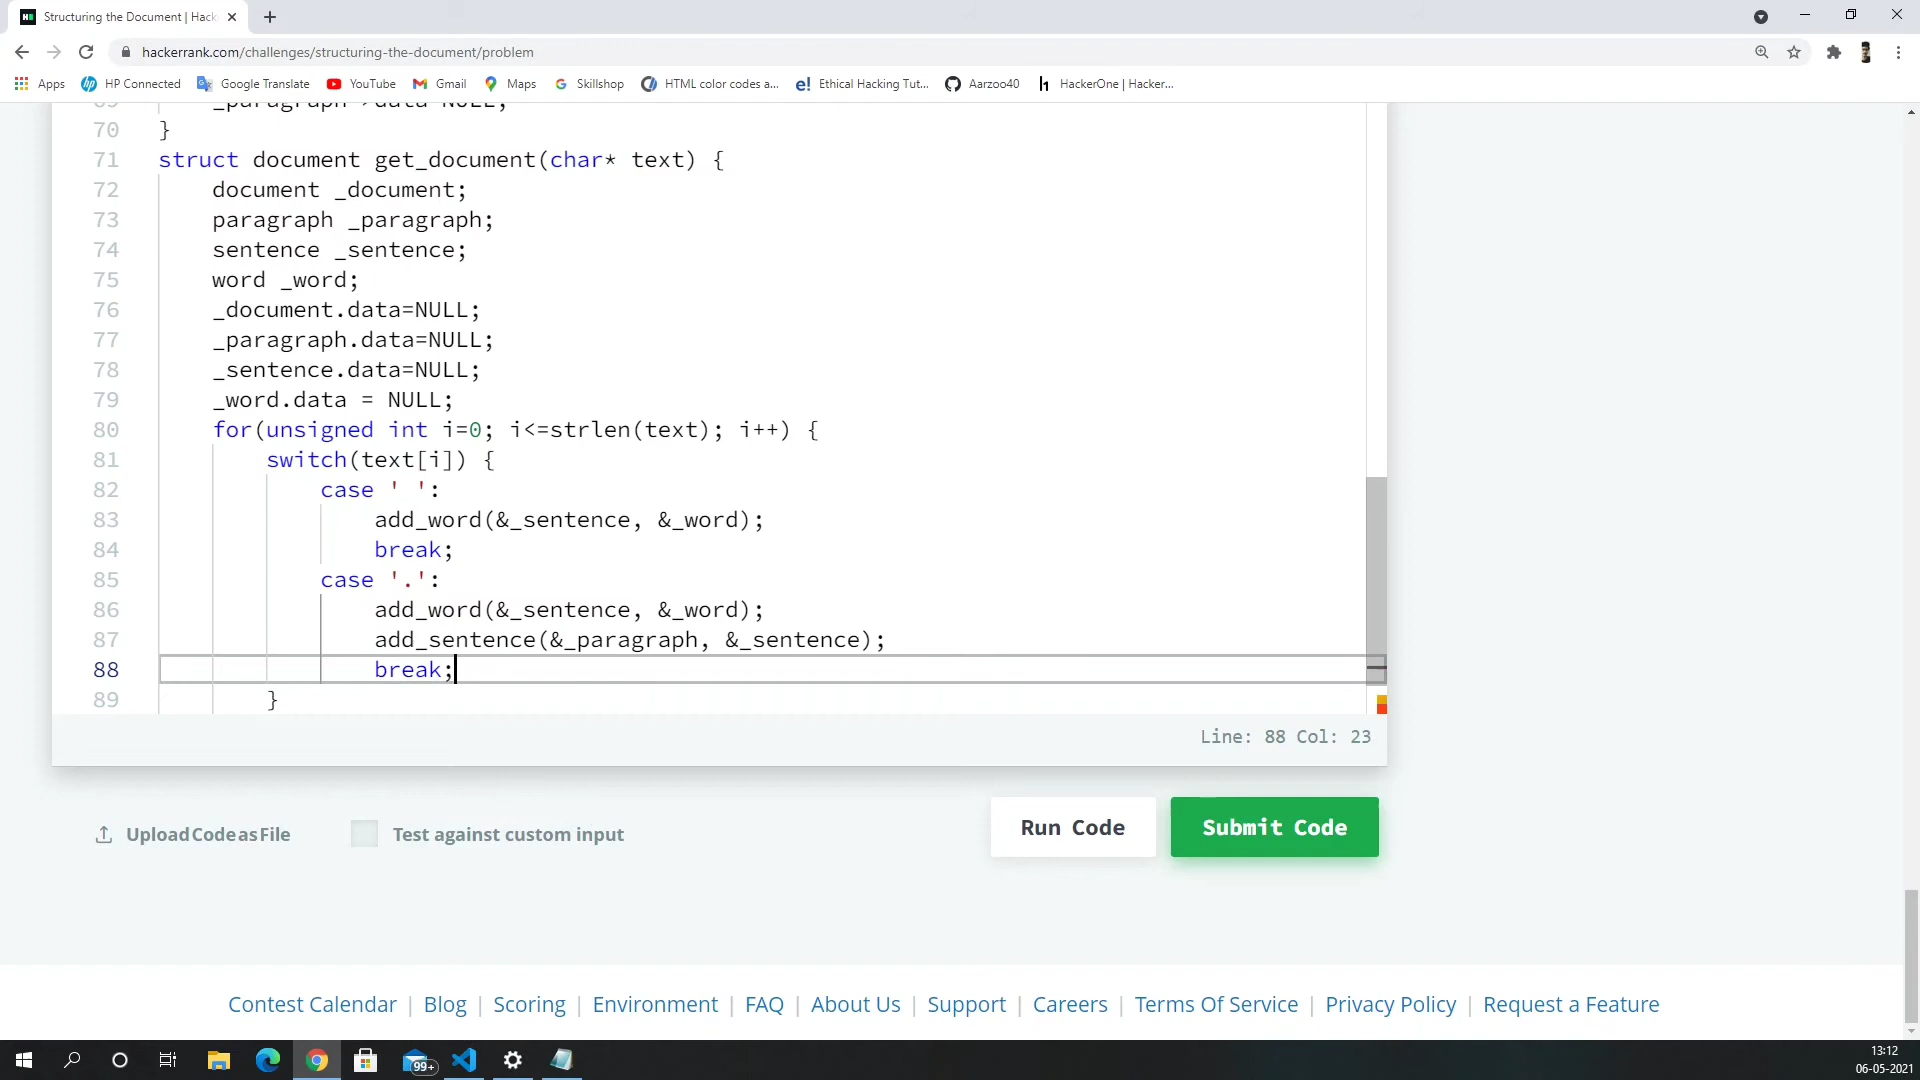 Structuring the Document | Hack
hackerrank.com/challenges/structuring-the-document/problem
Apps HP Connected Google Translate YouTube Gmail Maps Skillshop HTML color codes a... Ethical Hacking Tut... Aarzoo40 HackerOne | Hacker...
69 _paragraph->data=NULL;
70 }
71 struct document get_document(char* text) {
72 document _document;
73 paragraph _paragraph;
74 sentence _sentence;
75 word _word;
76 _document.data=NULL;
77 _paragraph.data=NULL;
78 _sentence.data=NULL;
79 _word.data = NULL;
80 for(unsigned int i=0; i<=strlen(text); i++) {
81 switch(text[i]) {
82 case ' ':
83 add_word(&_sentence, &_word);
84 break;
85 case '.':
86 add_word(&_sentence, &_word);
87 add_sentence(&_paragraph, &_sentence);
88 break;
89 }
Line: 88 Col: 23
Upload Code as File Test against custom input Run Code Submit Code
Contest Calendar | Blog | Scoring | Environment | FAQ | About Us | Support | Careers | Terms Of Service | Privacy Policy | Request a Feature
99+
13:12
06-05-2021